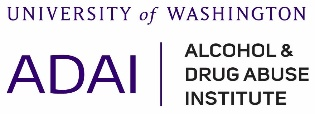 UNIVERSITY of WASHINGTON
ADAI
ALCOHOL &
DRUG ABUSE
INSTITUTE